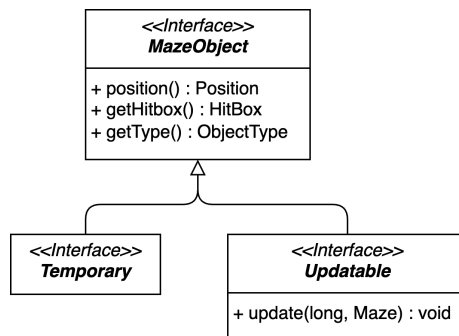 <<Interface>>
MazeObject
+ position() : Position
+ getHitbox() : HitBox
+ getType() : ObjectType
<<Interface>>
Temporary
<<Interface>>
Updatable
+ update(long, Maze) : void